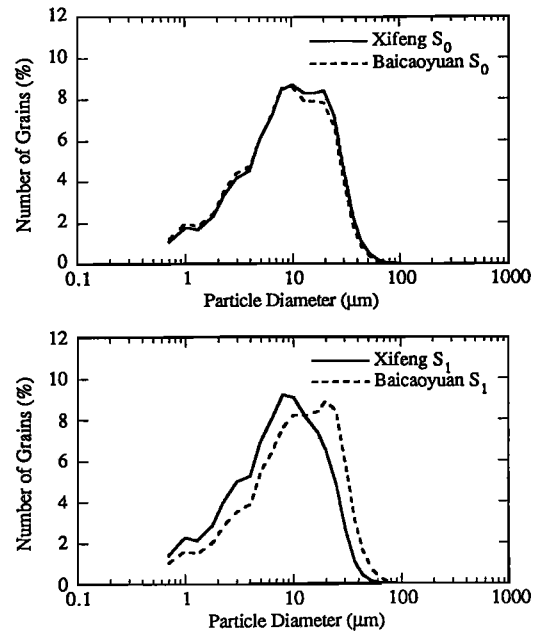 12
10
8
6
4
2
0
Number of Grains (%)
Xifeng S₀
Baicaoyuan S₀
0.1 1 10 100 1000
Particle Diameter (µm)
12
10
8
6
4
2
0
Number of Grains (%)
Xifeng S₁
Baicaoyuan S₁
0.1 1 10 100 1000
Particle Diameter (µm)